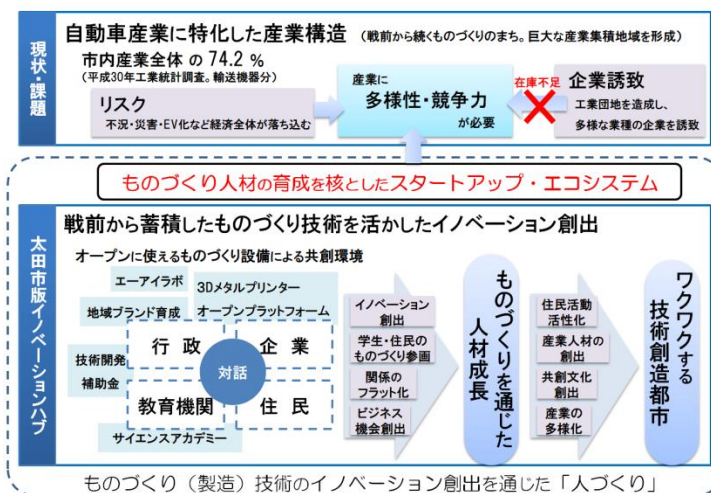 現状・課題
自動車産業に特化した産業構造 （戦前から続くものづくりのまち。巨大な産業集積地域を形成）
市内産業全体 の 74.2 %
（平成30年工業統計調査。輸送機器分）
リスク
不況・災害・EV化など経済全体が落ち込む
産業に
多様性・競争力
が必要
在庫不足
企業誘致
工業団地を造成し、
多様な業種の企業を誘致
ものづくり人材の育成を核としたスタートアップ・エコシステム
太田市版イノベーションハブ
戦前から蓄積したものづくり技術を活かしたイノベーション創出
オープンに使えるものづくり設備による共創環境
エーアイラボ
3Dメタルプリンター
地域ブランド育成
オープンプラットフォーム
行 政
企 業
技術開発
補助金
対話
教育機関
住 民
サイエンスアカデミー
イノベーション
創出
学生・住民の
ものづくり参画
関係の
フラット化
ビジネス
機会創出
ものづくりを通じた
人材成長
住民活動
活性化
産業人材の
創出
共創文化
創出
産業の
多様化
ワクワクする
技術創造都市
ものづくり（製造）技術のイノベーション創出を通じた「人づくり」